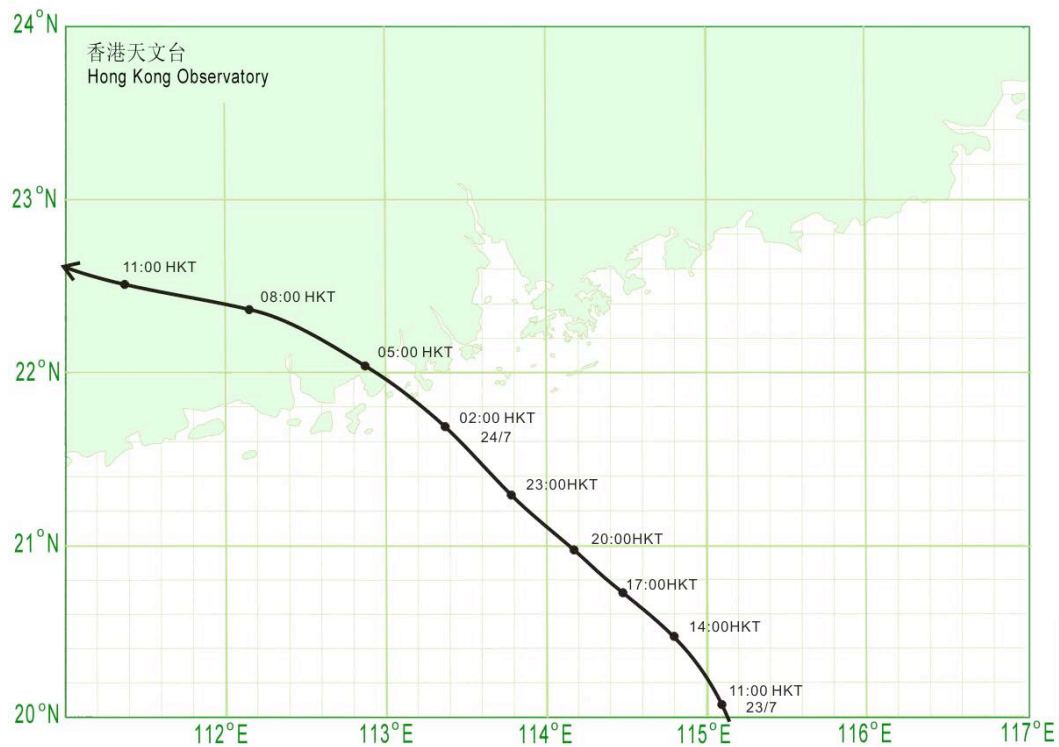 24°N
香港天文台
Hong Kong Observatory
23°N
11:00 HKT
08:00 HKT
05:00 HKT
22°N
02:00 HKT
24/7
23:00HKT
21°N
20:00HKT
17:00HKT
14:00HKT
11:00 HKT
23/7
20°N
112°E
113°E
114°E
115°E
116°E
117°E